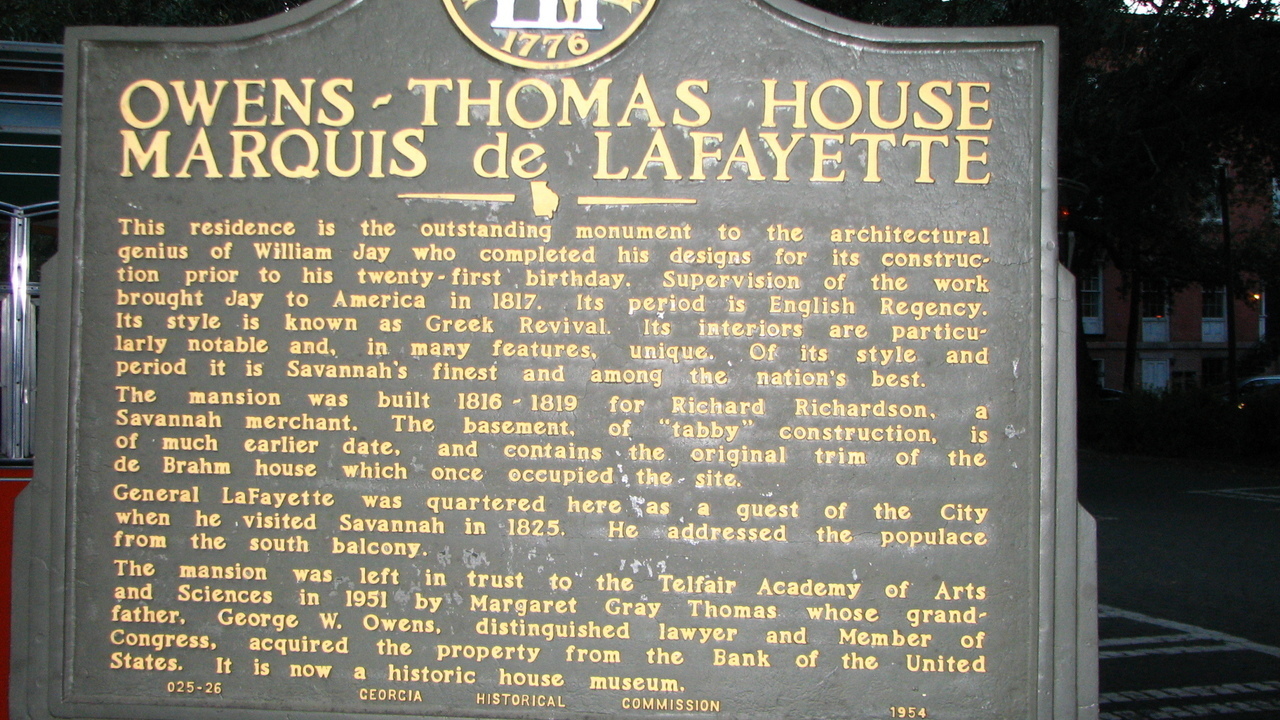 1776
OWENS-THOMAS HOUSE
MARQUIS de LAFAYETTE
This residence is the outstanding monument to the architectural
genius of William Jay who completed his designs for its construc-
tion prior to his twenty-first birthday. Supervision of the work
brought Jay to America in 1817. Its period is English Regency.
Its style is known as Greek Revival. Its interiors are particu-
larly notable and, in many features, unique. Of its style and
period it is Savannah's finest and among the nation's best.
The mansion was built 1816-1819 for Richard Richardson, a
Savannah merchant. The basement, of "tabby" construction, is
of much earlier date, and contains the original trim of the
de Brahm house which once occupied the site.
General LaFayette was quartered here as a guest of the City
when he visited Savannah in 1825. He addressed the populace
from the south balcony.
The mansion was left in trust to the Telfair Academy of Arts
and Sciences in 1951 by Margaret Gray Thomas whose grand-
father, George W. Owens, distinguished lawyer and Member of
Congress, acquired the property from the Bank of the United
States. It is now a historic house museum.
025-26 GEORGIA HISTORICAL COMMISSION 1954